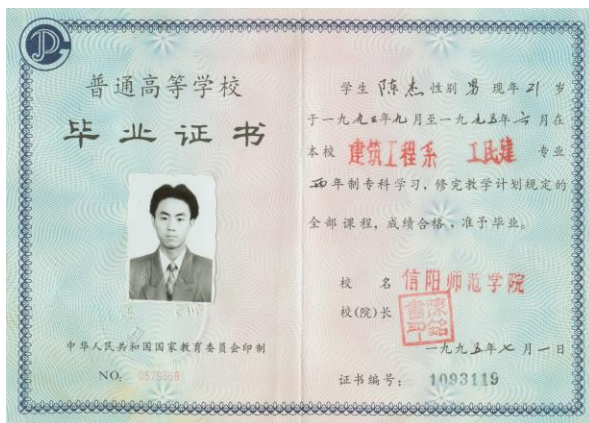 普通高等学校
毕业证书
中华人民共和国国家教育委员会印制
NO: 0579868
学生 陈杰 性别 男 现年 21 岁
于一九九 年九月至一九九五年六月在
本校 建筑工程系 工民建 专业
两年制专科学习，修完教学计划规定的
全部课程，成绩合格，准予毕业。
校 名 信阳师范学院
校(院)长
一九九五年七月一日
证书编号： 1093119